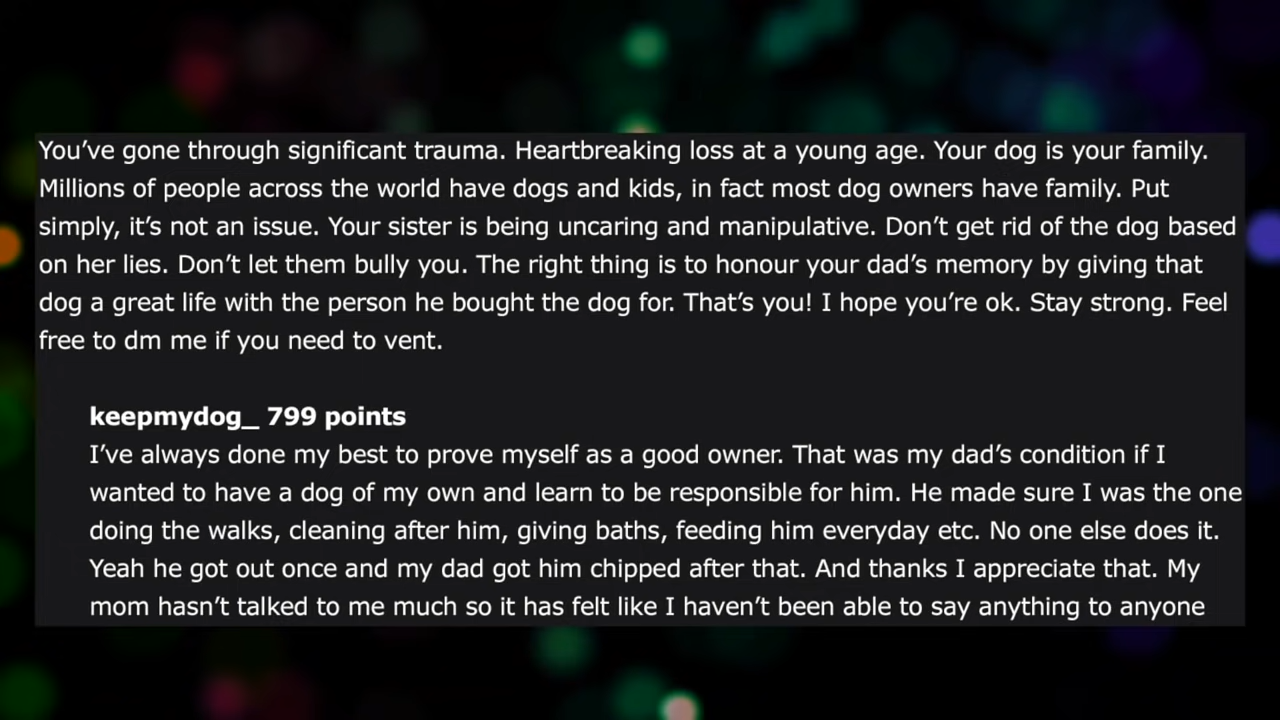 You’ve gone through significant trauma. Heartbreaking loss at a young age. Your dog is your family.
Millions of people across the world have dogs and kids, in fact most dog owners have family. Put
simply, it’s not an issue. Your sister is being uncaring and manipulative. Don’t get rid of the dog based
on her lies. Don’t let them bully you. The right thing is to honour your dad’s memory by giving that
dog a great life with the person he bought the dog for. That’s you! I hope you’re ok. Stay strong. Feel
free to dm me if you need to vent.
keepmydog_ 799 points
I’ve always done my best to prove myself as a good owner. That was my dad’s condition if I
wanted to have a dog of my own and learn to be responsible for him. He made sure I was the one
doing the walks, cleaning after him, giving baths, feeding him everyday etc. No one else does it.
Yeah he got out once and my dad got him chipped after that. And thanks I appreciate that. My
mom hasn’t talked to me much so it has felt like I haven’t been able to say anything to anyone